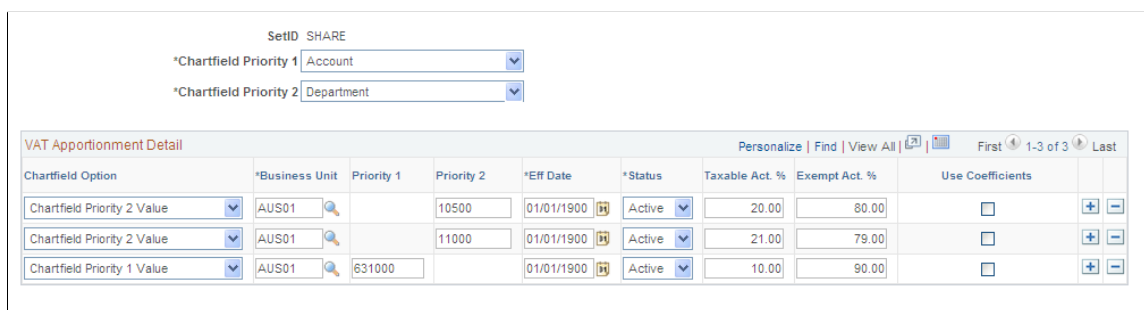 SetID SHARE
*Chartfield Priority 1 Account
*Chartfield Priority 2 Department
VAT Apportionment Detail Personalize | Find | View All | | First 1-3 of 3 Last
Chartfield Option *Business Unit Priority 1 Priority 2 *Eff Date *Status Taxable Act. % Exempt Act. % Use Coefficients
Chartfield Priority 2 Value AUS01 10500 01/01/1900 Active 20.00 80.00
Chartfield Priority 2 Value AUS01 11000 01/01/1900 Active 21.00 79.00
Chartfield Priority 1 Value AUS01 631000 01/01/1900 Active 10.00 90.00